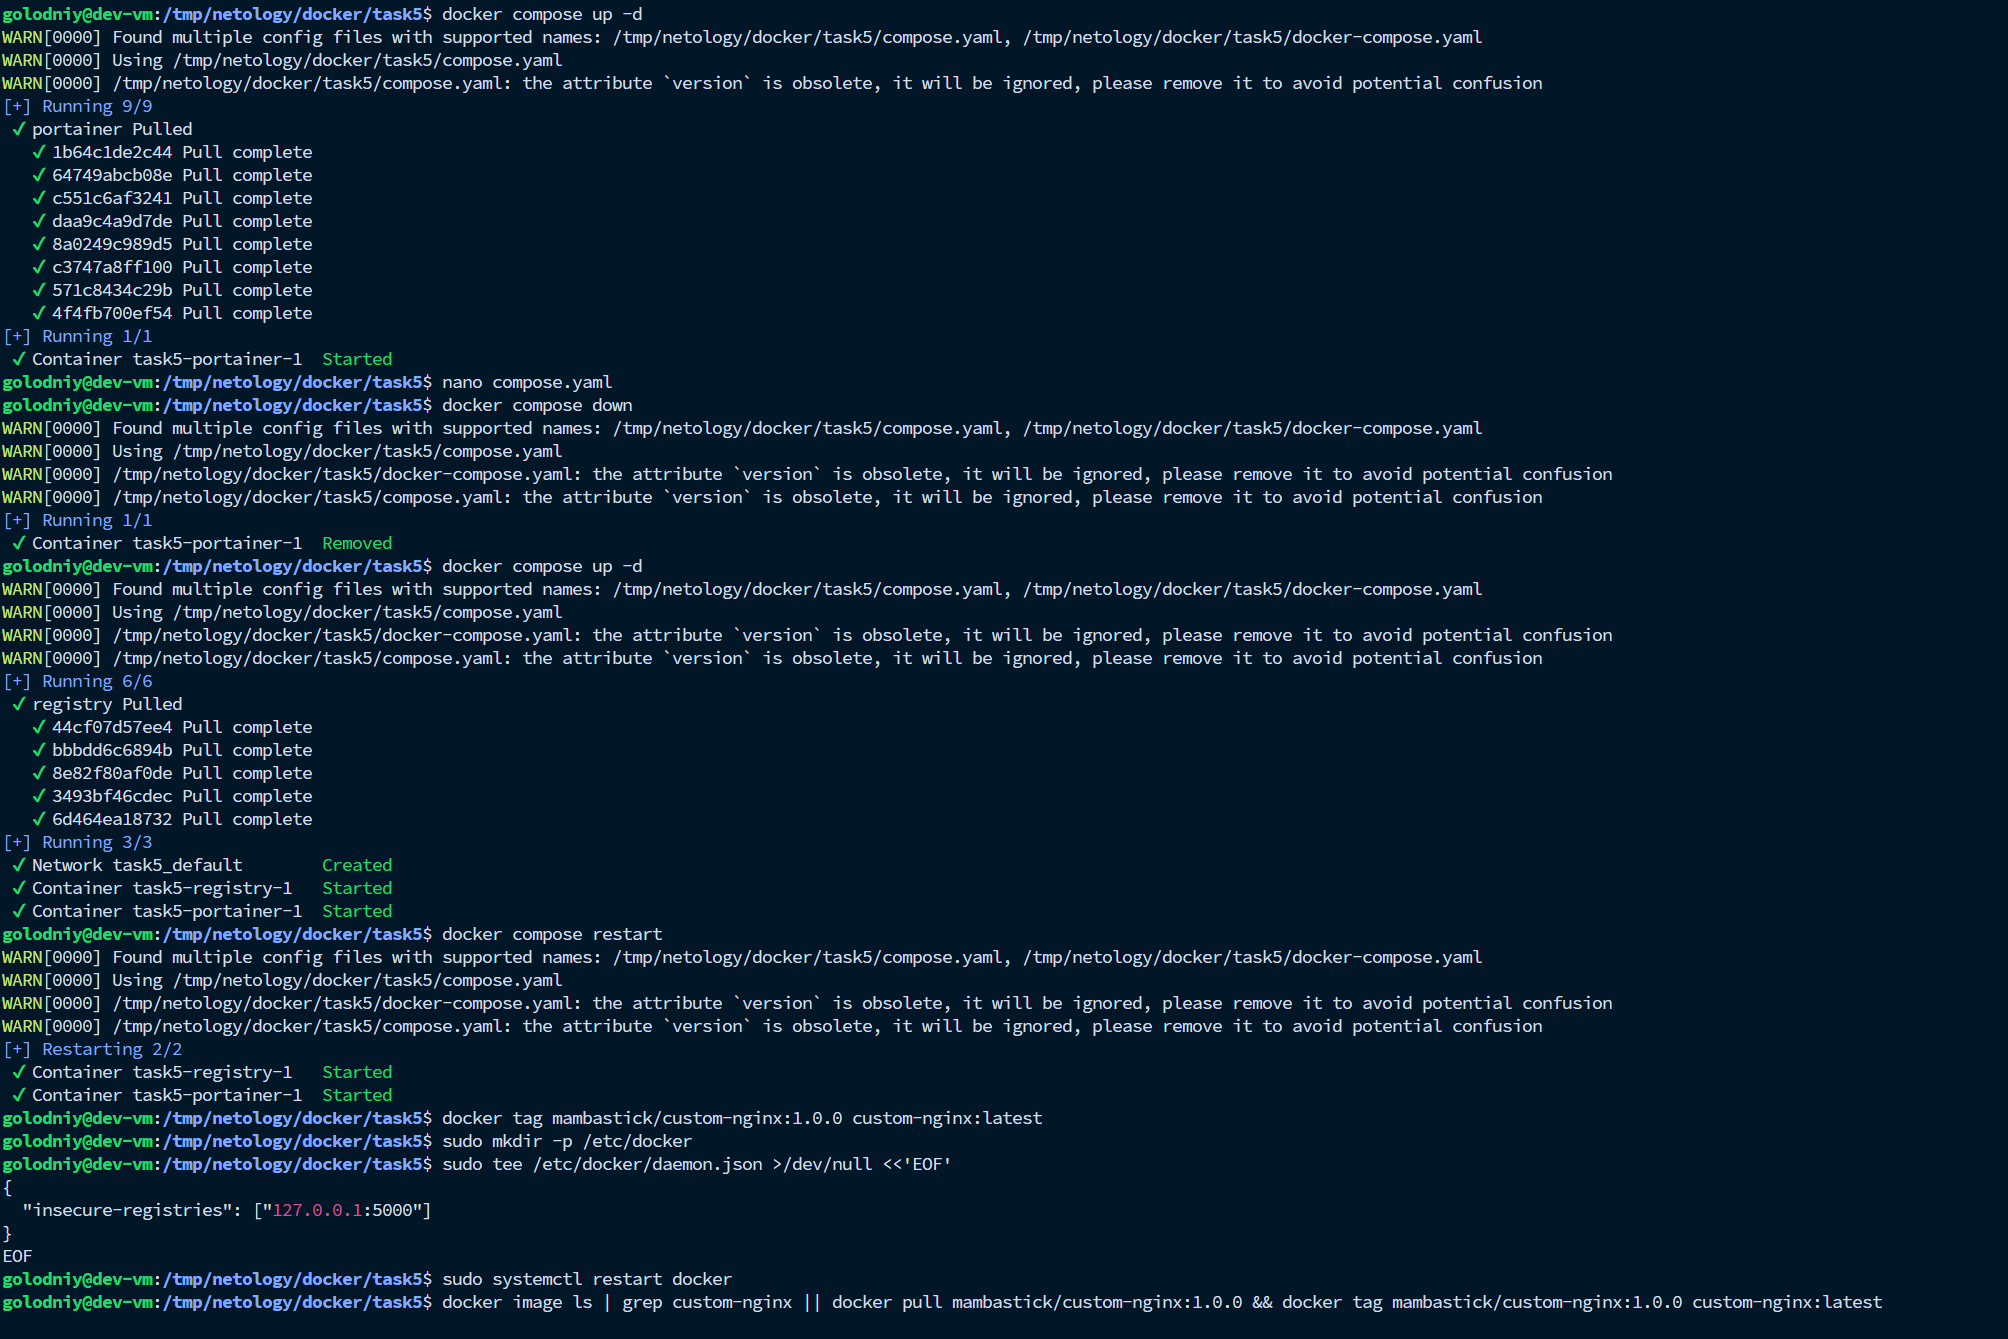 golodniy@dev-vm:/tmp/netology/docker/task5$ docker compose up -d
WARN[0000] Found multiple config files with supported names: /tmp/netology/docker/task5/compose.yaml, /tmp/netology/docker/task5/docker-compose.yaml
WARN[0000] Using /tmp/netology/docker/task5/compose.yaml
WARN[0000] /tmp/netology/docker/task5/compose.yaml: the attribute `version` is obsolete, it will be ignored, please remove it to avoid potential confusion
[+] Running 9/9
✓ portainer Pulled
✓ 1b64c1de2c44 Pull complete
✓ 64749abcb08e Pull complete
✓ c551c6af3241 Pull complete
✓ daa9c4a9d7de Pull complete
✓ 8a0249c989d5 Pull complete
✓ c3747a8ff100 Pull complete
✓ 571c8434c29b Pull complete
✓ 4f4fb700ef54 Pull complete
[+] Running 1/1
✓ Container task5-portainer-1 Started
golodniy@dev-vm:/tmp/netology/docker/task5$ nano compose.yaml
golodniy@dev-vm:/tmp/netology/docker/task5$ docker compose down
WARN[0000] Found multiple config files with supported names: /tmp/netology/docker/task5/compose.yaml, /tmp/netology/docker/task5/docker-compose.yaml
WARN[0000] Using /tmp/netology/docker/task5/compose.yaml
WARN[0000] /tmp/netology/docker/task5/docker-compose.yaml: the attribute `version` is obsolete, it will be ignored, please remove it to avoid potential confusion
WARN[0000] /tmp/netology/docker/task5/compose.yaml: the attribute `version` is obsolete, it will be ignored, please remove it to avoid potential confusion
[+] Running 1/1
✓ Container task5-portainer-1 Removed
golodniy@dev-vm:/tmp/netology/docker/task5$ docker compose up -d
WARN[0000] Found multiple config files with supported names: /tmp/netology/docker/task5/compose.yaml, /tmp/netology/docker/task5/docker-compose.yaml
WARN[0000] Using /tmp/netology/docker/task5/compose.yaml
WARN[0000] /tmp/netology/docker/task5/docker-compose.yaml: the attribute `version` is obsolete, it will be ignored, please remove it to avoid potential confusion
WARN[0000] /tmp/netology/docker/task5/compose.yaml: the attribute `version` is obsolete, it will be ignored, please remove it to avoid potential confusion
[+] Running 6/6
✓ registry Pulled
✓ 44cf07d57ee4 Pull complete
✓ bbbdd6c6894b Pull complete
✓ 8e82f80af0de Pull complete
✓ 3493bf46cdec Pull complete
✓ 6d464ea18732 Pull complete
[+] Running 3/3
✓ Network task5_default Created
✓ Container task5-registry-1 Started
✓ Container task5-portainer-1 Started
golodniy@dev-vm:/tmp/netology/docker/task5$ docker compose restart
WARN[0000] Found multiple config files with supported names: /tmp/netology/docker/task5/compose.yaml, /tmp/netology/docker/task5/docker-compose.yaml
WARN[0000] Using /tmp/netology/docker/task5/compose.yaml
WARN[0000] /tmp/netology/docker/task5/docker-compose.yaml: the attribute `version` is obsolete, it will be ignored, please remove it to avoid potential confusion
WARN[0000] /tmp/netology/docker/task5/compose.yaml: the attribute `version` is obsolete, it will be ignored, please remove it to avoid potential confusion
[+] Restarting 2/2
✓ Container task5-registry-1 Started
✓ Container task5-portainer-1 Started
golodniy@dev-vm:/tmp/netology/docker/task5$ docker tag mambastick/custom-nginx:1.0.0 custom-nginx:latest
golodniy@dev-vm:/tmp/netology/docker/task5$ sudo mkdir -p /etc/docker
golodniy@dev-vm:/tmp/netology/docker/task5$ sudo tee /etc/docker/daemon.json >/dev/null <<'EOF'
{
"insecure-registries": ["127.0.0.1:5000"]
}
EOF
golodniy@dev-vm:/tmp/netology/docker/task5$ sudo systemctl restart docker
golodniy@dev-vm:/tmp/netology/docker/task5$ docker image ls | grep custom-nginx || docker pull mambastick/custom-nginx:1.0.0 && docker tag mambastick/custom-nginx:1.0.0 custom-nginx:latest